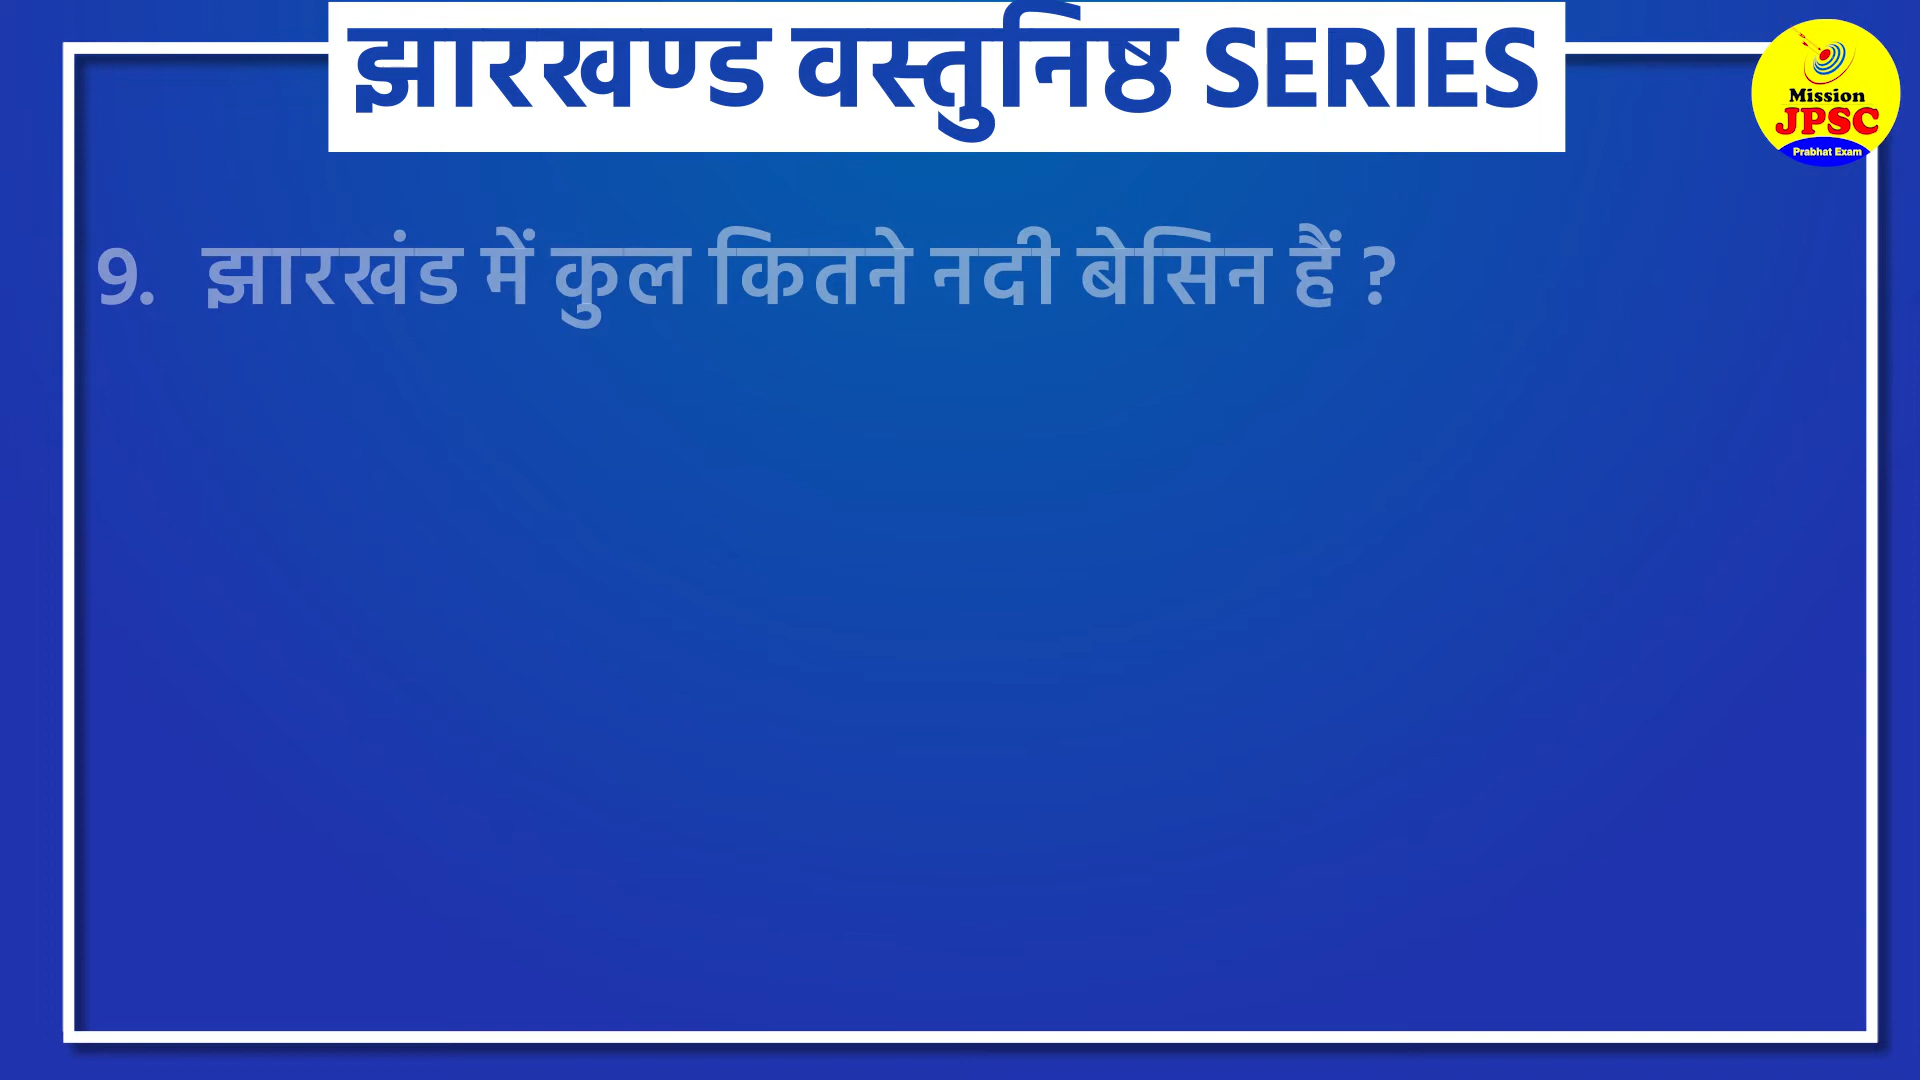 झारखण्ड वस्तुनिष्ठ SERIES
Mission
JPSC
Prabhat Exam
9. झारखंड में कुल कितने नदी बेसिन हैं ?